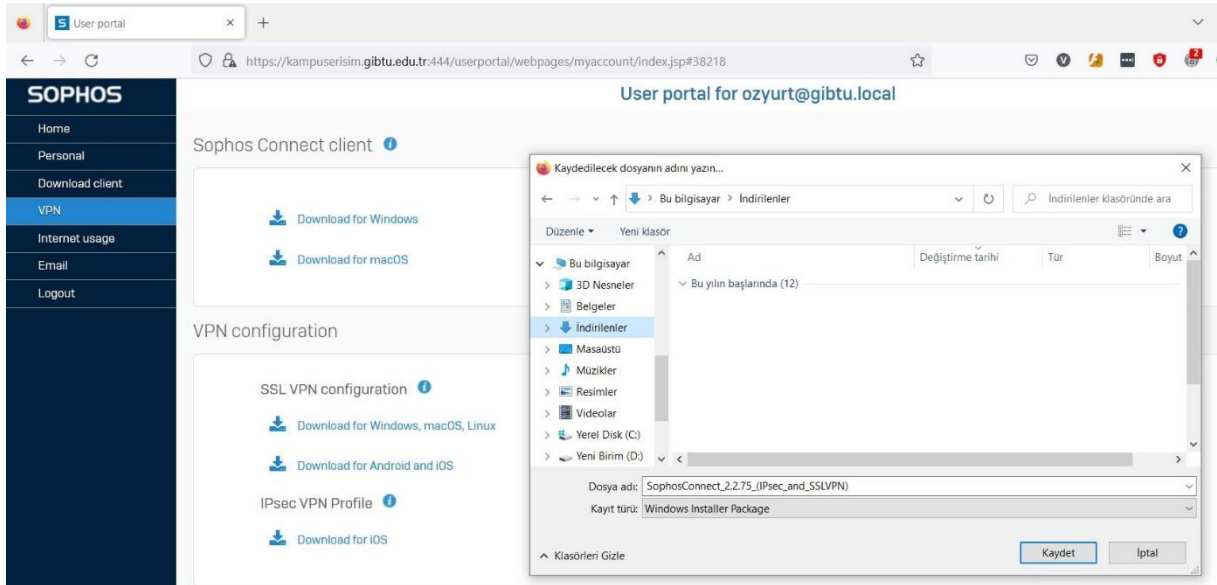 User portal
https://kampuserisim.gibtu.edu.tr:444/userportal/webpages/myaccount/index.jsp#38218
2
SOPHOS
User portal for ozyurt@gibtu.local
Home
Personal
Download client
VPN
Internet usage
Email
Logout
Sophos Connect client
Download for Windows
Download for macOS
VPN configuration
SSL VPN configuration
Download for Windows, macOS, Linux
Download for Android and iOS
IPsec VPN Profile
Download for iOS
Kaydedilecek dosyanın adını yazın...
Bu bilgisayar > İndirilenler
İndirilenler klasöründe ara
Düzenle Yeni klasör
Ad Değiştirme tarihi Tür Boyut
Bu yılın başlarında (12)
Bu bilgisayar
3D Nesneler
Belgeler
İndirilenler
Masaüstü
Müzikler
Resimler
Videolar
Yerel Disk (C:)
Yeni Birim (D:)
Dosya adı: SophosConnect_2.2.75_(IPsec_and_SSLVPN)
Kayıt türü: Windows Installer Package
Klasörleri Gizle
Kaydet İptal